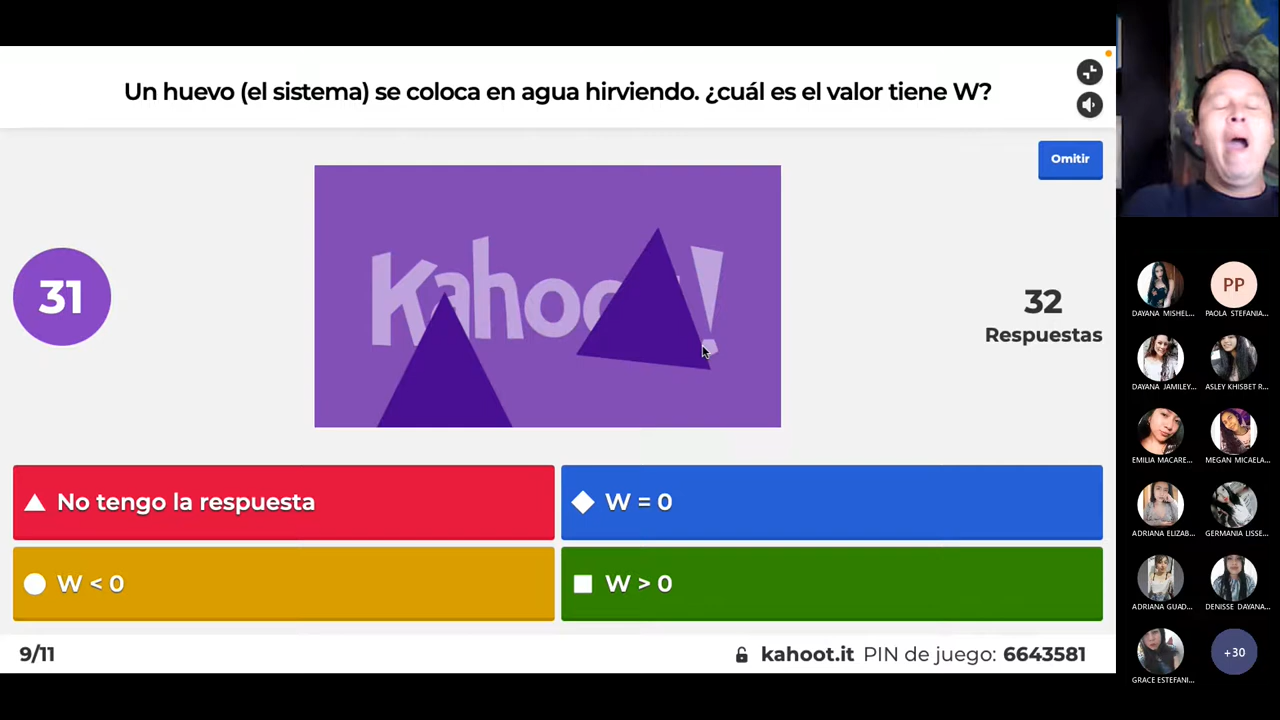 Un huevo (el sistema) se coloca en agua hirviendo. ¿cuál es el valor tiene W?
Omitir
31
32
Respuestas
No tengo la respuesta
W = 0
W < 0
W > 0
9/11
kahoot.it PIN de juego: 6643581
PP
DAYANA MISHEL...
PAOLA STEFANIA...
DAYANA JAMILEY...
ASLEY KHISBET R...
EMILIA MACARE...
MEGAN MICAELA...
ADRIANA ELIZAB...
GERMANIA LISSE...
ADRIANA GUAD...
DENISSE DAYANA...
+30
GRACE ESTEFANI...